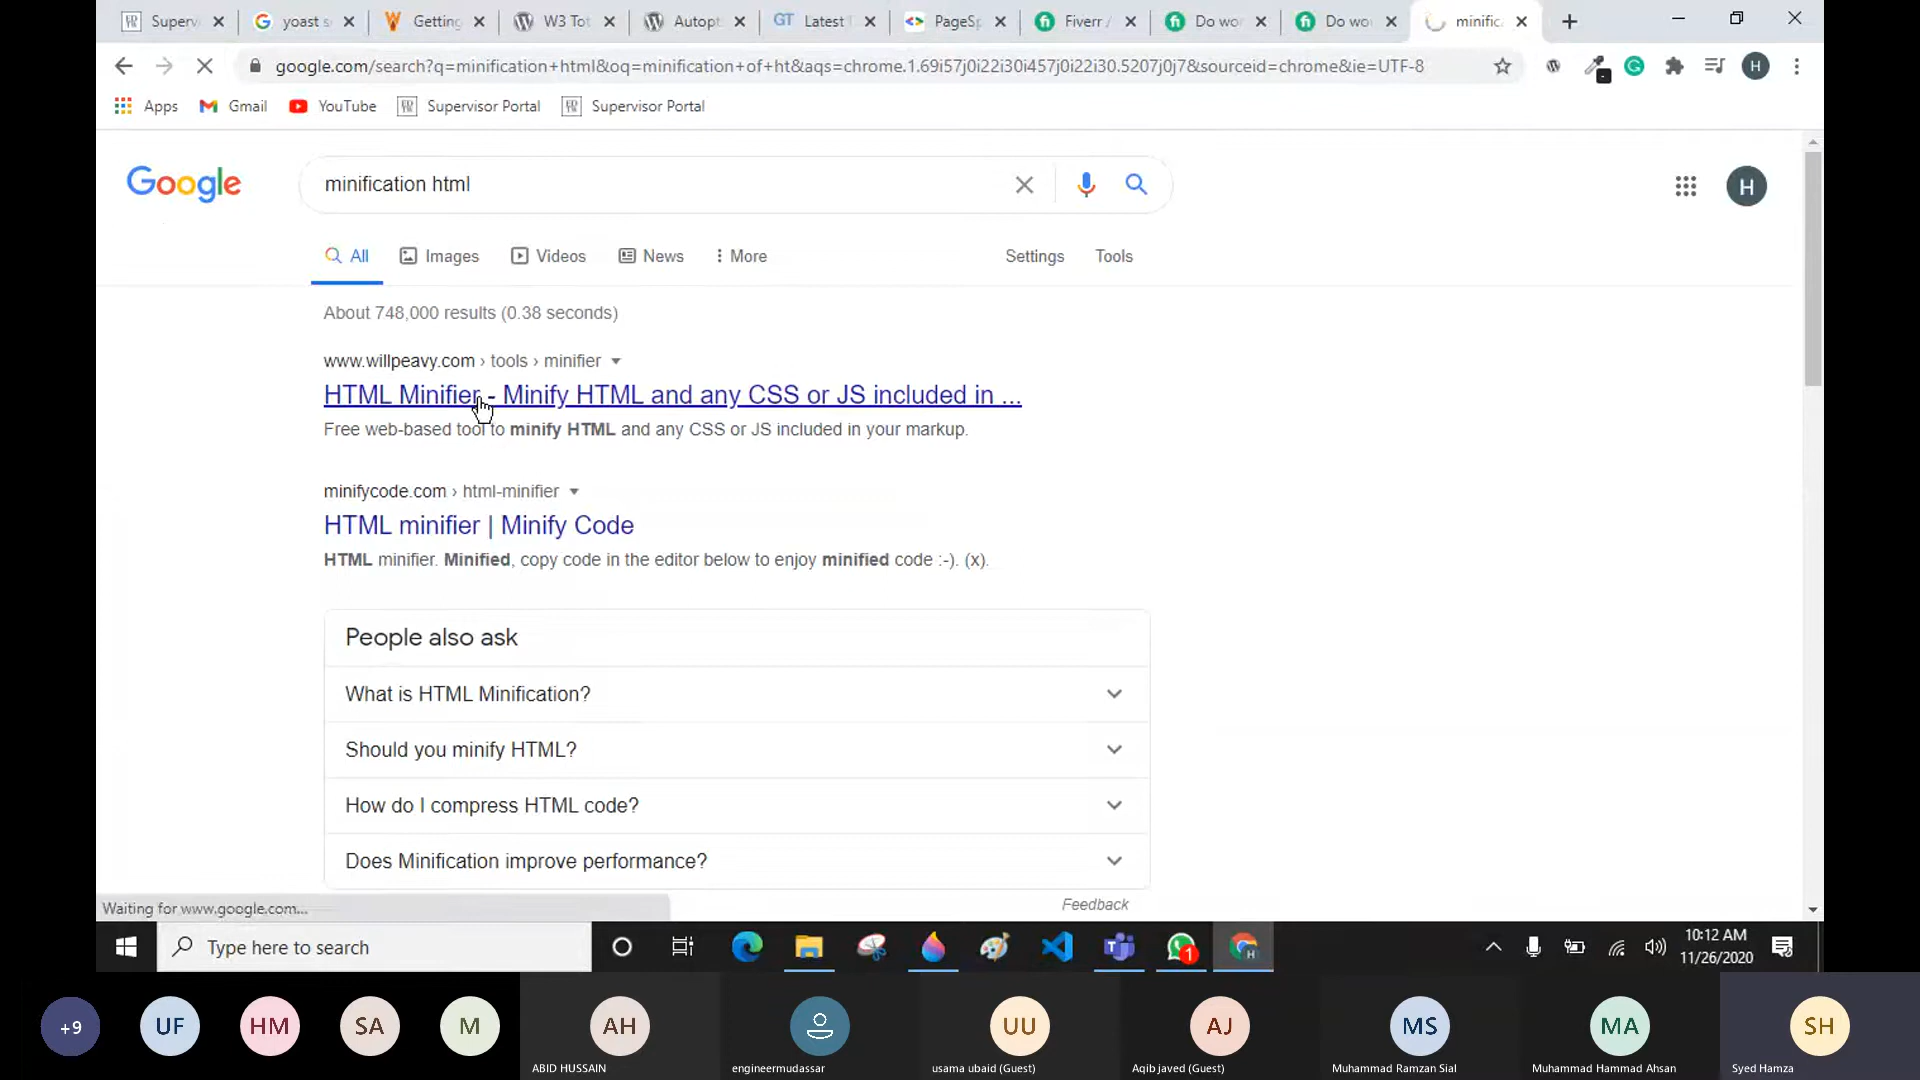 Superv
yoast s
Getting
W3 Tot
Autopt
GT Latest
PageSp
Fiverr /
Do wo
Do wo
minific
google.com/search?q=minification+html&oq=minification+of+ht&aqs=chrome.1.69i57j0i22i30i457j0i22i30.5207j0j7&sourceid=chrome&ie=UTF-8
H
Apps
Gmail
YouTube
Supervisor Portal
Supervisor Portal
Google
minification html
H
All
Images
Videos
News
More
Settings
Tools
About 748,000 results (0.38 seconds)
www.willpeavy.com › tools › minifier
HTML Minifier - Minify HTML and any CSS or JS included in ...
Free web-based tool to minify HTML and any CSS or JS included in your markup.
minifycode.com › html-minifier
HTML minifier | Minify Code
HTML minifier. Minified, copy code in the editor below to enjoy minified code :-). (x).
People also ask
What is HTML Minification?
Should you minify HTML?
How do I compress HTML code?
Does Minification improve performance?
Feedback
Waiting for www.google.com...
Type here to search
1
H
10:12 AM
11/26/2020
+9
UF
HM
SA
M
AH
ABID HUSSAIN
engineermudassar
UU
usama ubaid (Guest)
AJ
Aqib javed (Guest)
MS
Muhammad Ramzan Sial
MA
Muhammad Hammad Ahsan
SH
Syed Hamza